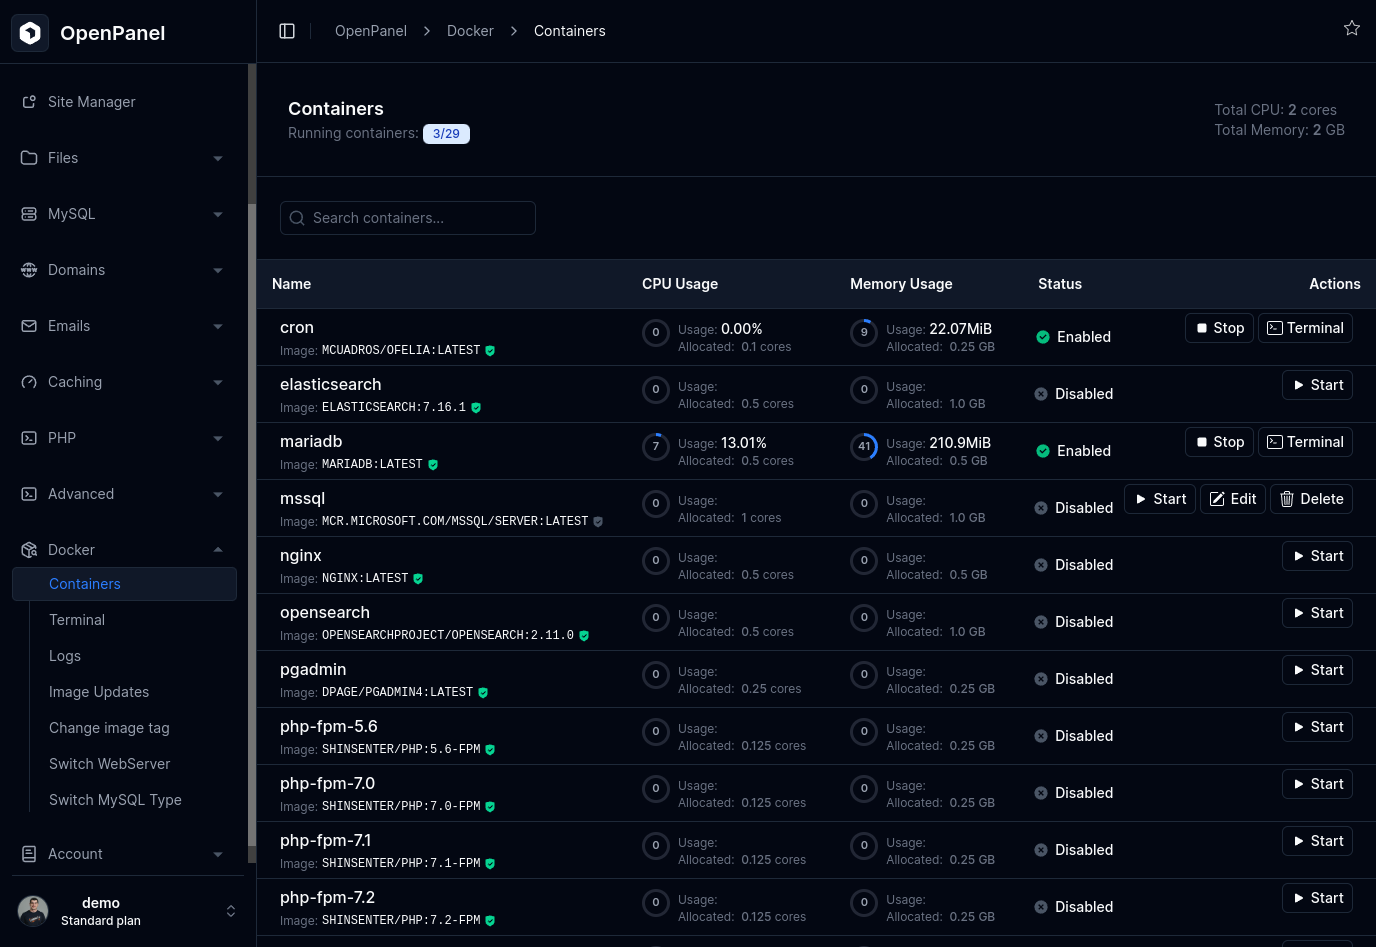 OpenPanel
Site Manager
Files
MySQL
Domains
Emails
Caching
PHP
Advanced
Docker
Containers
Terminal
Logs
Image Updates
Change image tag
Switch WebServer
Switch MySQL Type
Account
demo
Standard plan
OpenPanel > Docker > Containers
Containers
Running containers: 3/29
Total CPU: 2 cores
Total Memory: 2 GB
Search containers...
Name CPU Usage Memory Usage Status Actions
cron
Image: MCUADROS/OFELIA:LATEST
0 Usage: 0.00%
Allocated: 0.1 cores
9 Usage: 22.07MiB
Allocated: 0.25 GB
Enabled
Stop Terminal
elasticsearch
Image: ELASTICSEARCH:7.16.1
0 Usage:
Allocated: 0.5 cores
0 Usage:
Allocated: 1.0 GB
Disabled
Start
mariadb
Image: MARIADB:LATEST
7 Usage: 13.01%
Allocated: 0.5 cores
41 Usage: 210.9MiB
Allocated: 0.5 GB
Enabled
Stop Terminal
mssql
Image: MCR.MICROSOFT.COM/MSSQL/SERVER:LATEST
0 Usage:
Allocated: 1 cores
0 Usage:
Allocated: 1.0 GB
Disabled
Start Edit Delete
nginx
Image: NGINX:LATEST
0 Usage:
Allocated: 0.5 cores
0 Usage:
Allocated: 0.5 GB
Disabled
Start
opensearch
Image: OPENSEARCHPROJECT/OPENSEARCH:2.11.0
0 Usage:
Allocated: 0.5 cores
0 Usage:
Allocated: 1.0 GB
Disabled
Start
pgadmin
Image: DPAGE/PGADMIN4:LATEST
0 Usage:
Allocated: 0.25 cores
0 Usage:
Allocated: 0.25 GB
Disabled
Start
php-fpm-5.6
Image: SHINSENTER/PHP:5.6-FPM
0 Usage:
Allocated: 0.125 cores
0 Usage:
Allocated: 0.25 GB
Disabled
Start
php-fpm-7.0
Image: SHINSENTER/PHP:7.0-FPM
0 Usage:
Allocated: 0.125 cores
0 Usage:
Allocated: 0.25 GB
Disabled
Start
php-fpm-7.1
Image: SHINSENTER/PHP:7.1-FPM
0 Usage:
Allocated: 0.125 cores
0 Usage:
Allocated: 0.25 GB
Disabled
Start
php-fpm-7.2
Image: SHINSENTER/PHP:7.2-FPM
0 Usage:
Allocated: 0.125 cores
0 Usage:
Allocated: 0.25 GB
Disabled
Start